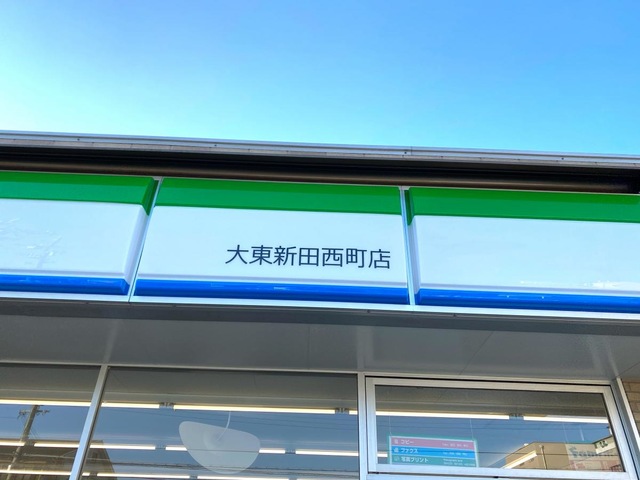 大東新田西町店
コピー
ファクス
写真プリント